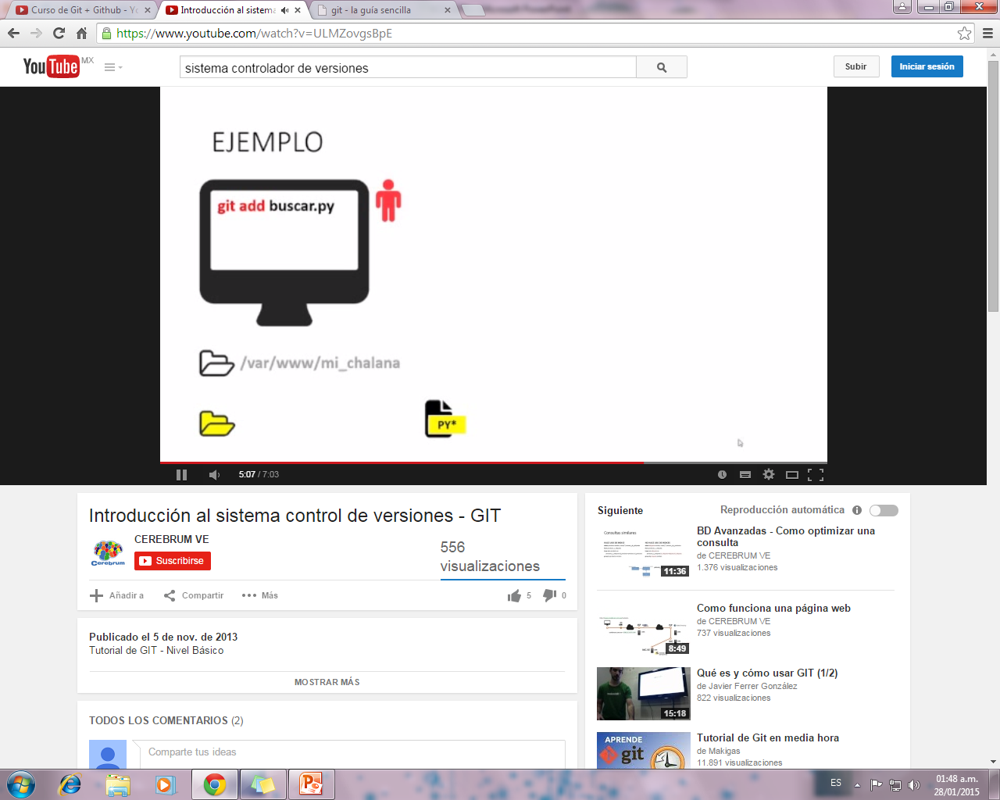 Curso de Git + Github - Yo
Introducción al sistema
git - la guía sencilla
https://www.youtube.com/watch?v=ULMZovgsBpE
YouTube MX
sistema controlador de versiones
Subir
Iniciar sesión
EJEMPLO
git add buscar.py
/var/www/mi_chalana
PY*
5:07 / 7:03
Introducción al sistema control de versiones - GIT
CEREBRUM VE
Cerebrum
Suscribirse
556
visualizaciones
Añadir a
Compartir
Más
5
0
Publicado el 5 de nov. de 2013
Tutorial de GIT - Nivel Básico
MOSTRAR MÁS
TODOS LOS COMENTARIOS (2)
Comparte tus ideas
Siguiente
Reproducción automática
Consultas similares
11:36
BD Avanzadas - Como optimizar una
consulta
de CEREBRUM VE
1.376 visualizaciones
8:49
Como funciona una página web
de CEREBRUM VE
737 visualizaciones
15:18
Qué es y cómo usar GIT (1/2)
de Javier Ferrer González
822 visualizaciones
APRENDE
git
Tutorial de Git en media hora
de Makigas
11.891 visualizaciones
ES
01:48 a.m.
28/01/2015